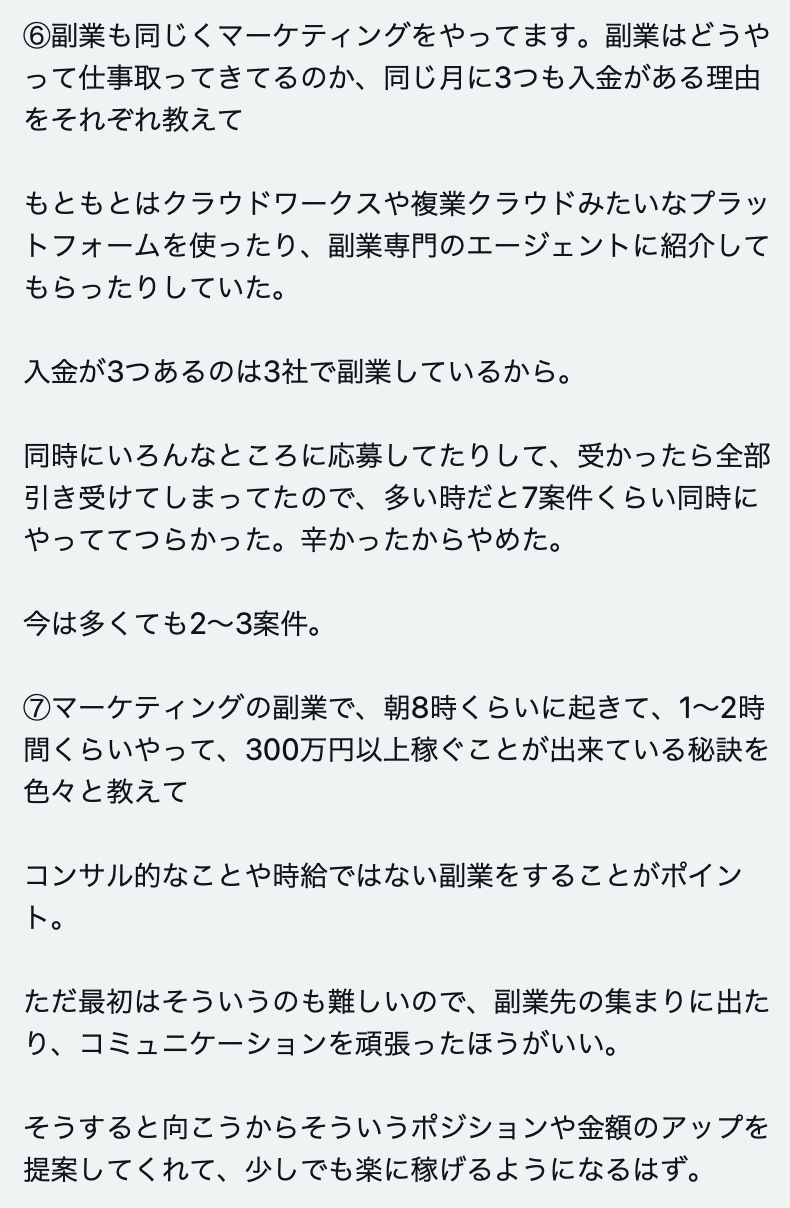 ⑥副業も同じくマーケティングをやってます。副業はどうや
って仕事取ってきてるのか、同じ月に3つも入金がある理由
をそれぞれ教えて
もともとはクラウドワークスや複業クラウドみたいなプラッ
トフォームを使ったり、副業専門のエージェントに紹介して
もらったりしていた。
入金が3つあるのは3社で副業しているから。
同時にいろんなところに応募してたりして、受かったら全部
引き受けてしまってたので、多い時だと7案件くらい同時に
やっててつらかった。辛かったからやめた。
今は多くても2〜3案件。
⑦マーケティングの副業で、朝8時くらいに起きて、1〜2時
間くらいやって、300万円以上稼ぐことが出来ている秘訣を
色々と教えて
コンサル的なことや時給ではない副業をすることがポイン
ト。
ただ最初はそういうのも難しいので、副業先の集まりに出た
り、コミュニケーションを頑張ったほうがいい。
そうすると向こうからそういうポジションや金額のアップを
提案してくれて、少しでも楽に稼げるようになるはず。